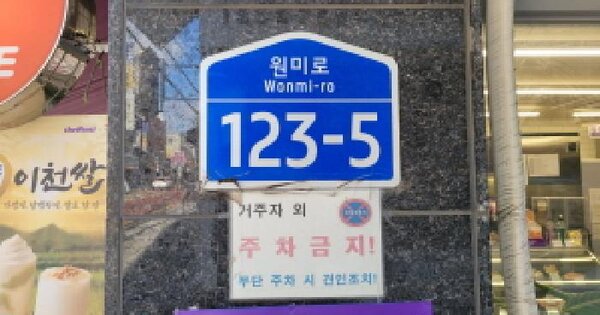 원미로
Wonmi-ro
123-5
거주자 외
주차금지!
무단 주차 시 견인조치!
이천쌀